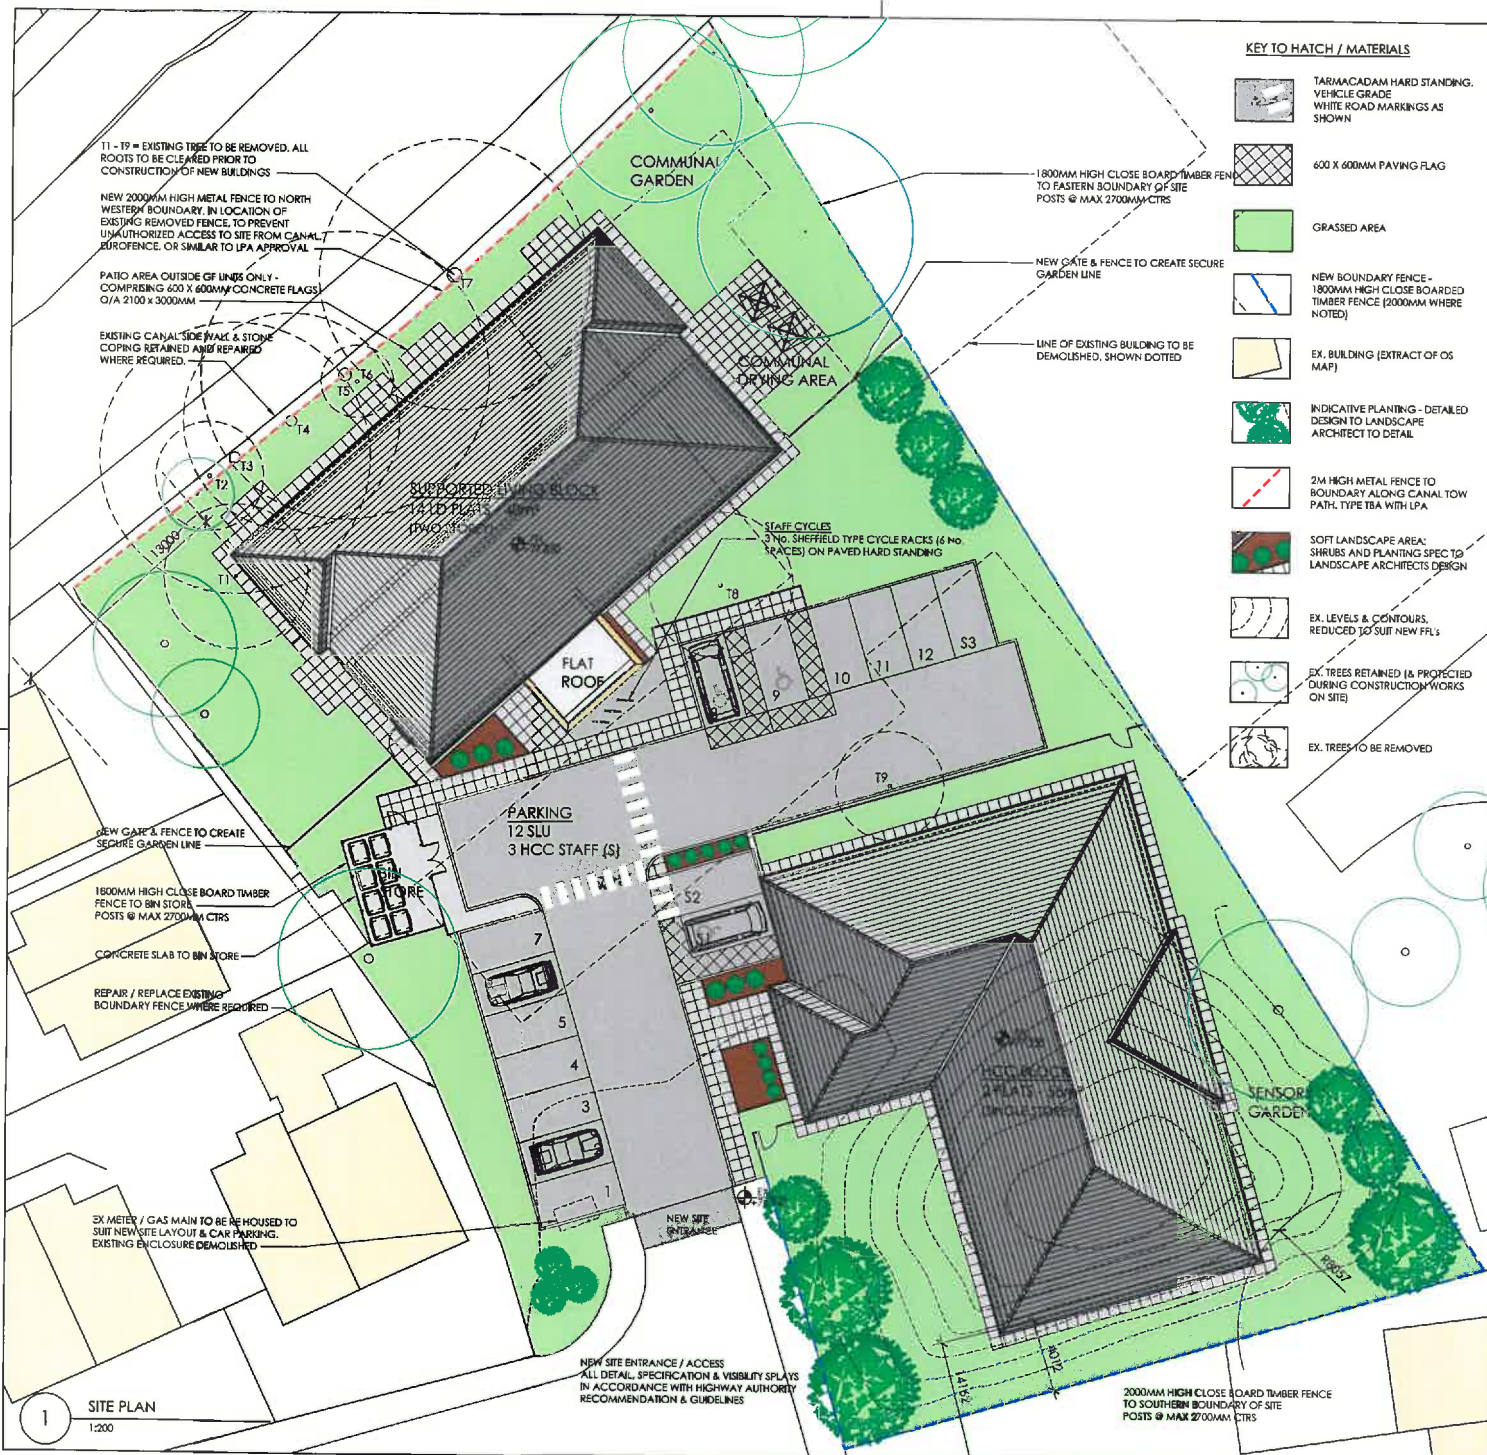 KEY TO HATCH / MATERIALS
TARMACADAM HARD STANDING.
VEHICLE GRADE
WHITE ROAD MARKINGS AS
SHOWN
600 X 600MM PAVING FLAG
GRASSED AREA
NEW BOUNDARY FENCE -
1800MM HIGH CLOSE BOARDED
TIMBER FENCE (2000MM WHERE
NOTED)
EX. BUILDING (EXTRACT OF OS
MAP)
INDICATIVE PLANTING - DETAILED
DESIGN TO LANDSCAPE
ARCHITECT TO DETAIL
2M HIGH METAL FENCE TO
BOUNDARY ALONG CANAL TOW
PATH. TYPE TBA WITH LPA
SOFT LANDSCAPE AREA:
SHRUBS AND PLANTING SPEC TO
LANDSCAPE ARCHITECTS DESIGN
EX. LEVELS & CONTOURS,
REDUCED TO SUIT NEW FFL's
EX. TREES RETAINED (& PROTECTED
DURING CONSTRUCTION WORKS
ON SITE)
EX. TREES TO BE REMOVED
T1 - T9 = EXISTING TREE TO BE REMOVED. ALL
ROOTS TO BE CLEARED PRIOR TO
CONSTRUCTION OF NEW BUILDINGS
NEW 2000MM HIGH METAL FENCE TO NORTH
WESTERN BOUNDARY. IN LOCATION OF
EXISTING REMOVED FENCE, TO PREVENT
UNAUTHORIZED ACCESS TO SITE FROM CANAL.
EUROFENCE, OR SIMILAR TO LPA APPROVAL
PATIO AREA OUTSIDE GF UNITS ONLY -
COMPRISING 600 X 600MM CONCRETE FLAGS
O/A 2100 x 3000MM
EXISTING CANAL SIDE WALL & STONE
COPING RETAINED AND REPAIRED
WHERE REQUIRED.
COMMUNAL
GARDEN
1800MM HIGH CLOSE BOARD TIMBER FENC
TO EASTERN BOUNDARY OF SITE
POSTS @ MAX 2700MM CTRS
NEW GATE & FENCE TO CREATE SECURE
GARDEN LINE
LINE OF EXISTING BUILDING TO BE
DEMOLISHED, SHOWN DOTTED
COMMUNAL
DRYING AREA
T7
T6
T5
T4
T3
T2
13000
T1
SUPPORTED LIVING BLOCK
STAFF CYCLES
3 No. SHEFFIELD TYPE CYCLE RACKS (6 No.
SPACES) ON PAVED HARD STANDING
T8
FLAT
ROOF
9
10
11
12
S3
T9
PARKING
12 SLU
3 HCC STAFF (S)
NEW GATE & FENCE TO CREATE
SECURE GARDEN LINE
1800MM HIGH CLOSE BOARD TIMBER
FENCE TO BIN STORE
POSTS @ MAX 2700MM CTRS
CONCRETE SLAB TO BIN STORE
REPAIR / REPLACE EXISTING
BOUNDARY FENCE WHERE REQUIRED
BIN
STORE
S2
7
5
4
3
1
HCC BLOCK
SENSORY
GARDEN
EX METER / GAS MAIN TO BE RE HOUSED TO
SUIT NEW SITE LAYOUT & CAR PARKING.
EXISTING ENCLOSURE DEMOLISHED
NEW SITE
ENTRANCE
14162
NEW SITE ENTRANCE / ACCESS
ALL DETAIL, SPECIFICATION & VISIBILITY SPLAYS
IN ACCORDANCE WITH HIGHWAY AUTHORITY
RECOMMENDATION & GUIDELINES
2000MM HIGH CLOSE BOARD TIMBER FENCE
TO SOUTHERN BOUNDARY OF SITE
POSTS @ MAX 2700MM CTRS
1
SITE PLAN
1:200